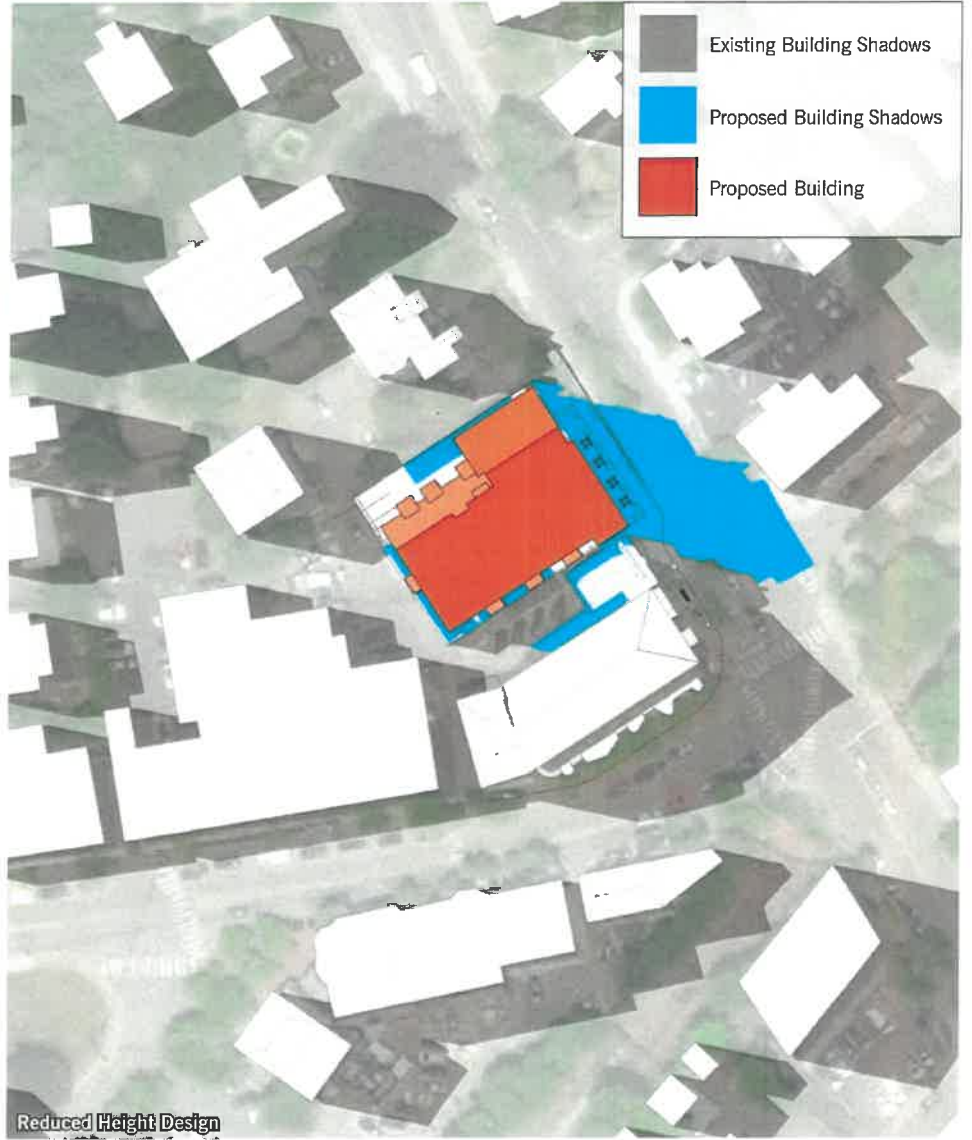 Existing Building Shadows
Proposed Building Shadows
Proposed Building
Reduced Height Design